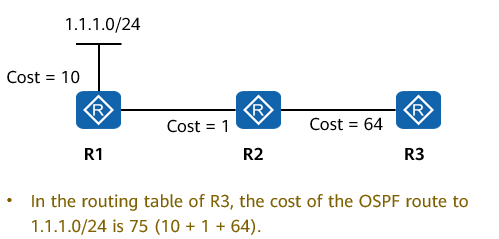 1.1.1.0/24
Cost = 10
R
R
R
Cost = 1
Cost = 64
R1
R2
R3
• In the routing table of R3, the cost of the OSPF route to
1.1.1.0/24 is 75 (10 + 1 + 64).